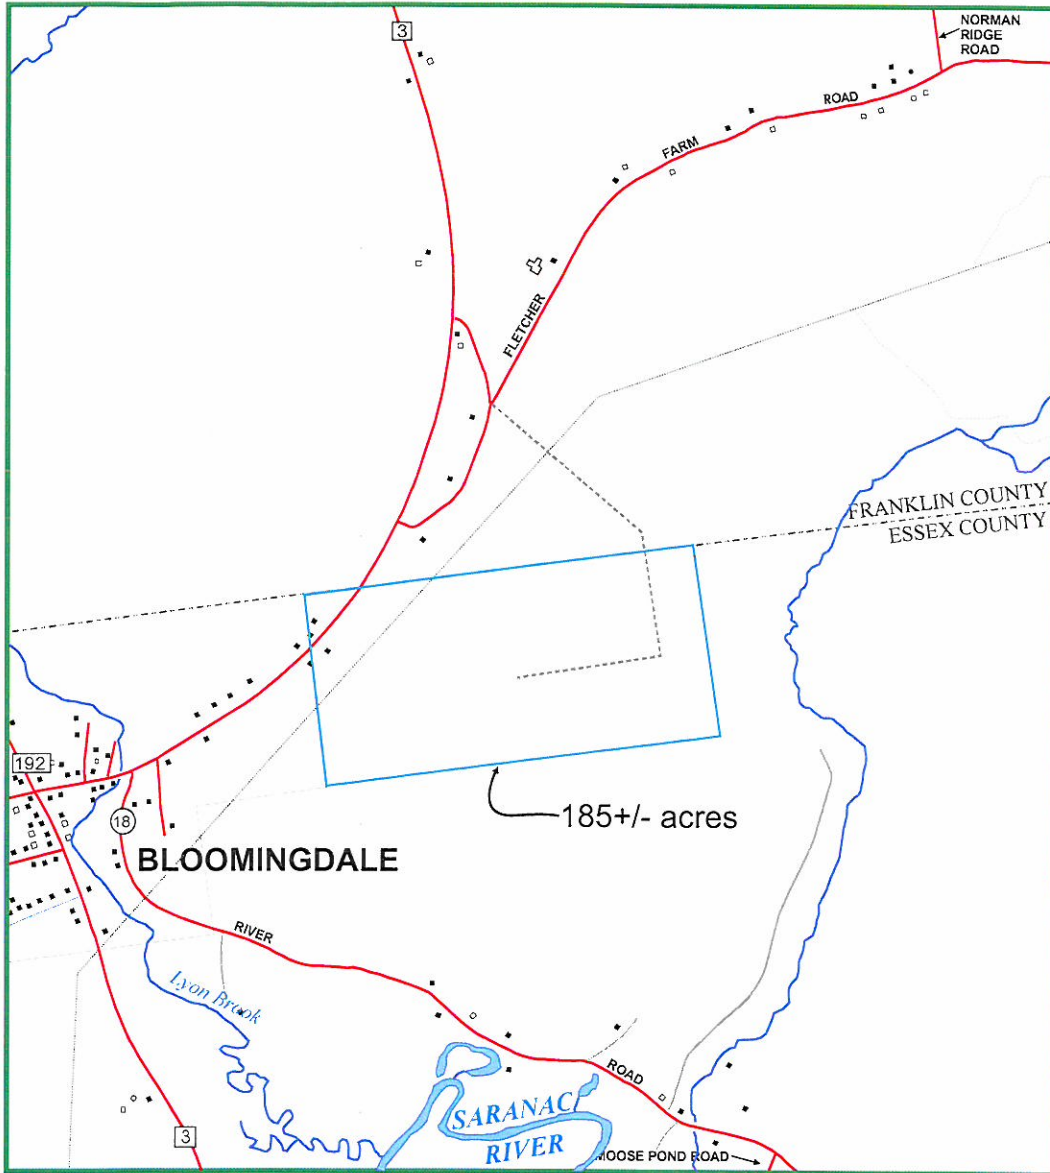 NORMAN
RIDGE
ROAD
3
ROAD
FARM
FLETCHER
FRANKLIN COUNTY
ESSEX COUNTY
192
185+/- acres
18
BLOOMINGDALE
RIVER
Lyon Brook
ROAD
SARANAC
RIVER
3
MOOSE POND ROAD